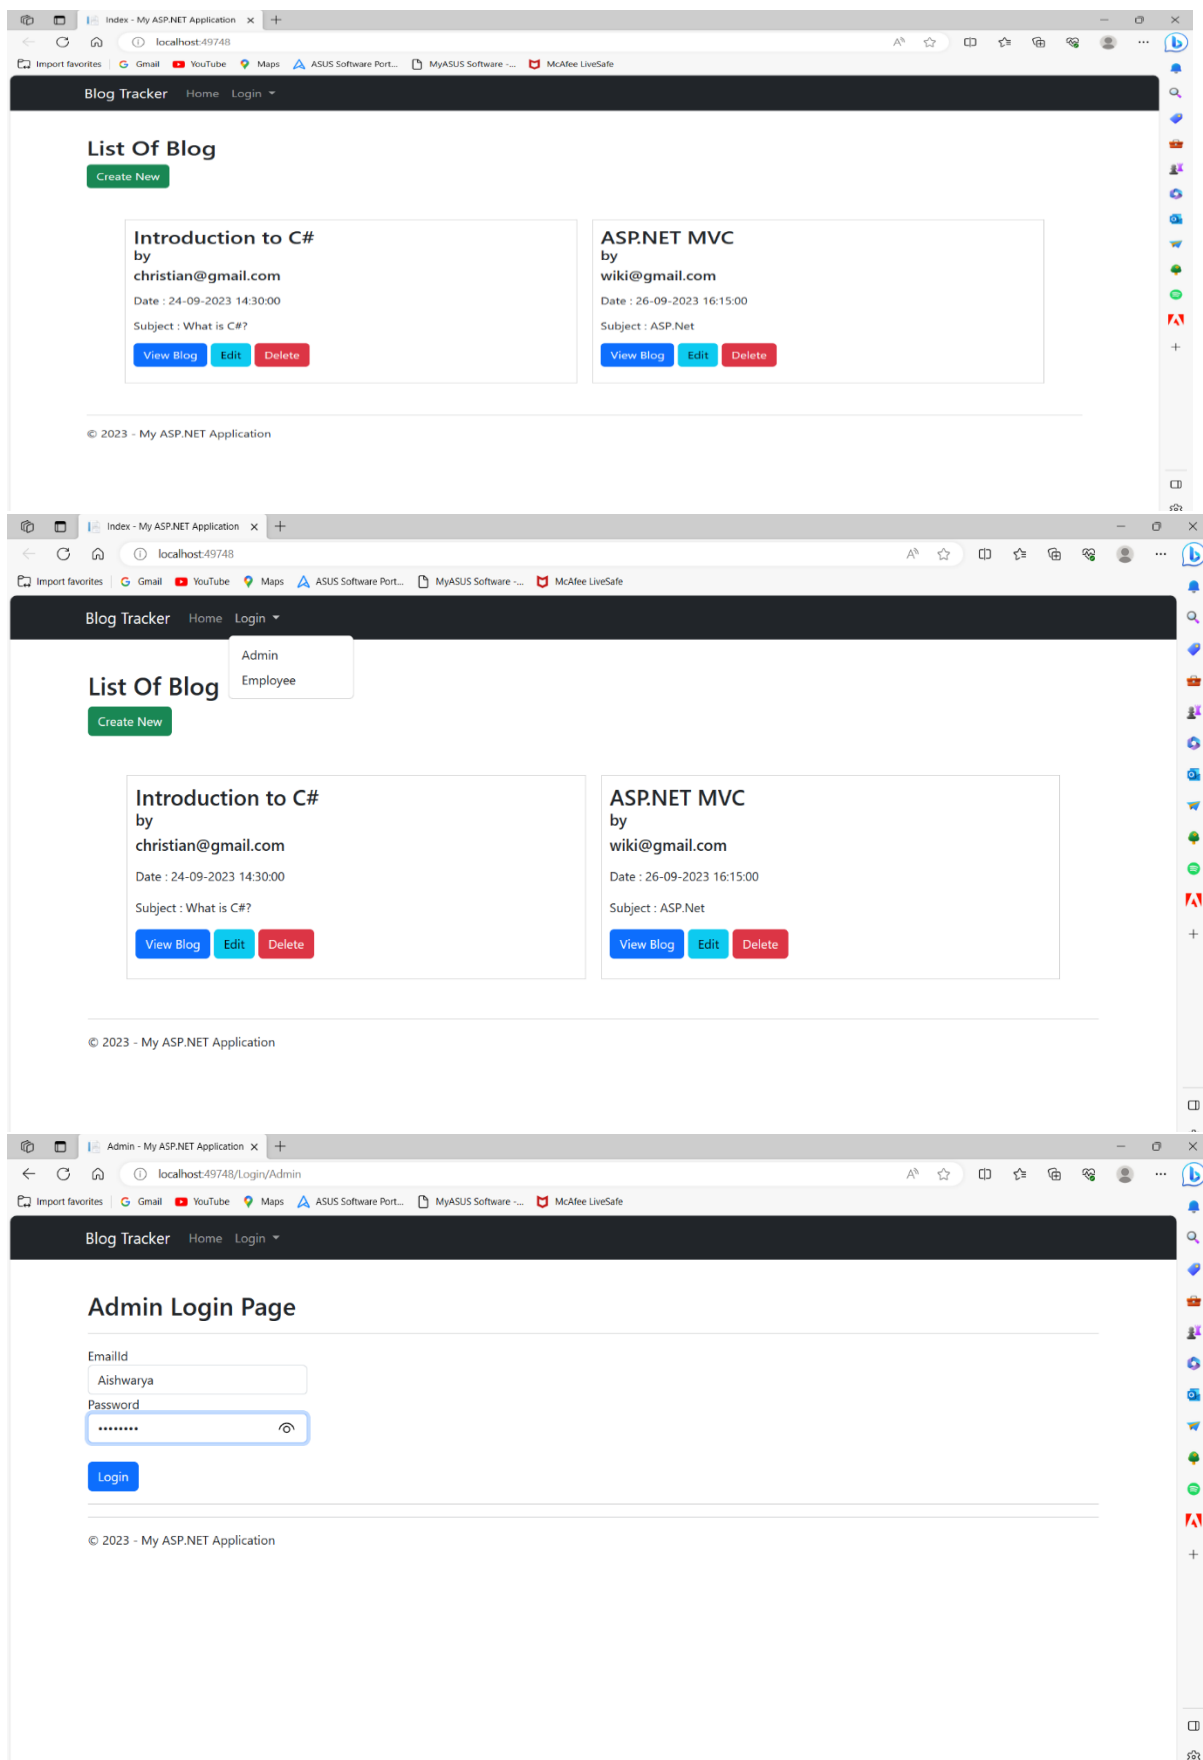 Index - My ASP.NET Application
localhost:49748
Import favorites Gmail YouTube Maps ASUS Software Port... MyASUS Software -... McAfee LiveSafe
Blog Tracker Home Login
List Of Blog
Create New
Introduction to C#
by
christian@gmail.com
Date : 24-09-2023 14:30:00
Subject : What is C#?
View Blog Edit Delete
ASP.NET MVC
by
wiki@gmail.com
Date : 26-09-2023 16:15:00
Subject : ASP.Net
View Blog Edit Delete
© 2023 - My ASP.NET Application
Index - My ASP.NET Application
localhost:49748
Import favorites Gmail YouTube Maps ASUS Software Port... MyASUS Software -... McAfee LiveSafe
Blog Tracker Home Login
Admin
Employee
List Of Blog
Create New
Introduction to C#
by
christian@gmail.com
Date : 24-09-2023 14:30:00
Subject : What is C#?
View Blog Edit Delete
ASP.NET MVC
by
wiki@gmail.com
Date : 26-09-2023 16:15:00
Subject : ASP.Net
View Blog Edit Delete
© 2023 - My ASP.NET Application
Admin - My ASP.NET Application
localhost:49748/Login/Admin
Import favorites Gmail YouTube Maps ASUS Software Port... MyASUS Software -... McAfee LiveSafe
Blog Tracker Home Login
Admin Login Page
EmailId
Aishwarya
Password
••••••••
Login
© 2023 - My ASP.NET Application